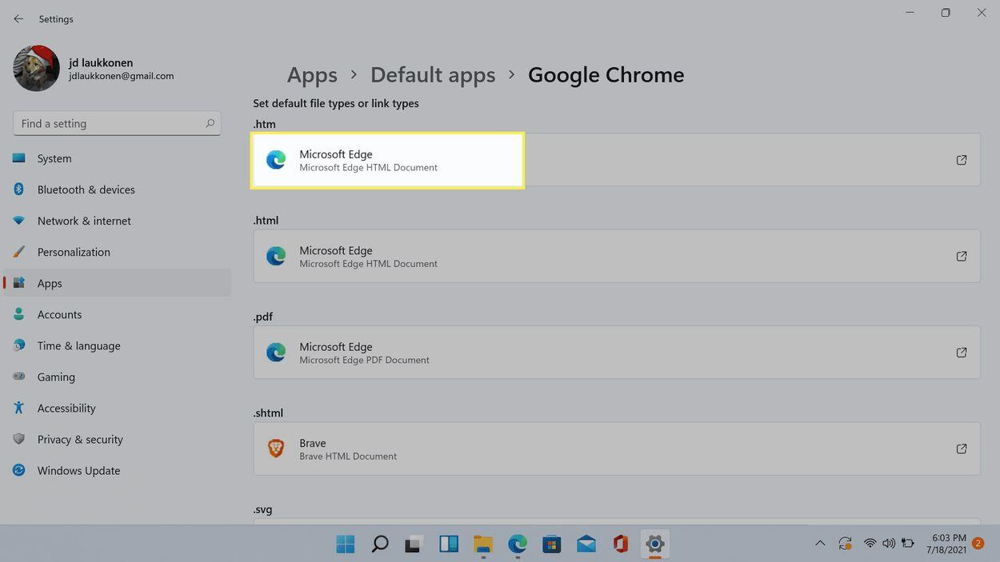 Settings
jd laukkonen
jdlaukkonen@gmail.com
Find a setting
System
Bluetooth & devices
Network & internet
Personalization
Apps
Accounts
Time & language
Gaming
Accessibility
Privacy & security
Windows Update
Apps > Default apps > Google Chrome
Set default file types or link types
.htm
Microsoft Edge
Microsoft Edge HTML Document
.html
Microsoft Edge
Microsoft Edge HTML Document
.pdf
Microsoft Edge
Microsoft Edge PDF Document
.shtml
Brave
Brave HTML Document
.svg
6:03 PM
7/18/2021
2